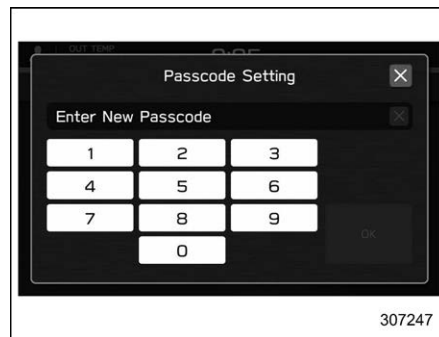 OUT TEMP
Passcode Setting
Enter New Passcode
1 2 3
4 5 6
7 8 9
OK
0
307247